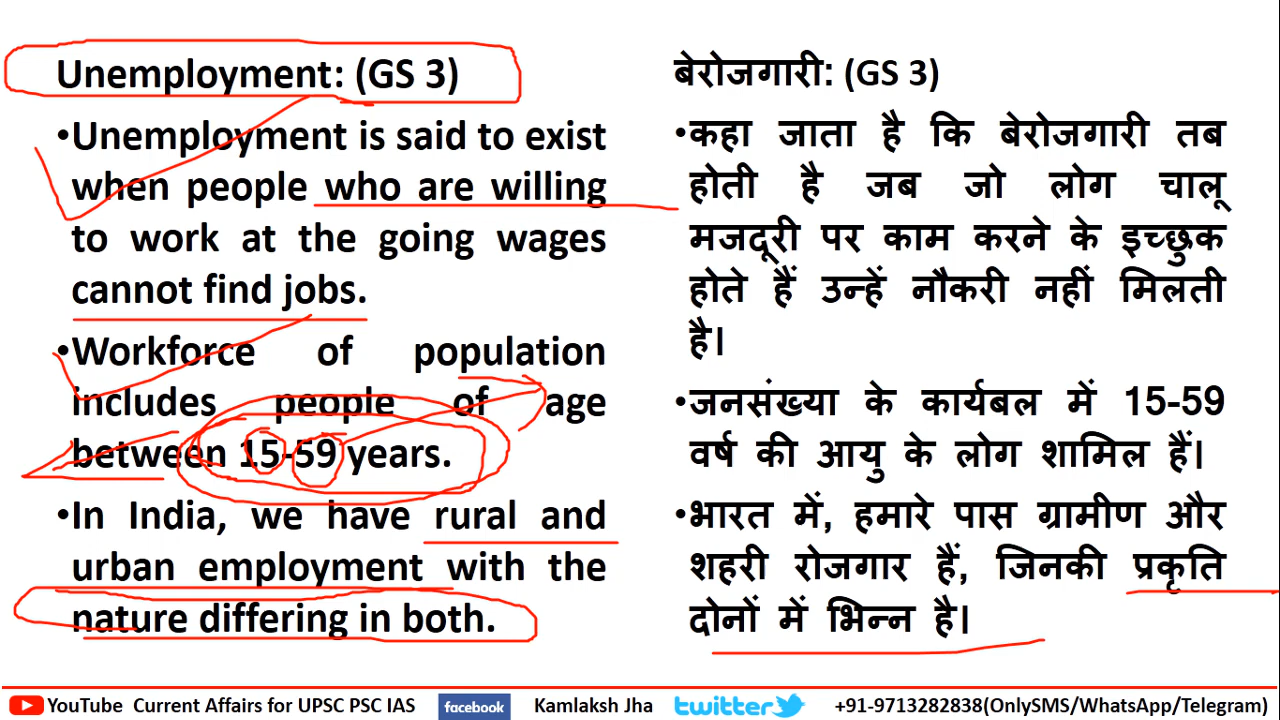 Unemployment: (GS 3)
•Unemployment is said to exist
when people who are willing
to work at the going wages
cannot find jobs.
•Workforce of population
includes people of age
between 15-59 years.
•In India, we have rural and
urban employment with the
nature differing in both.
बेरोजगारी: (GS 3)
•कहा जाता है कि बेरोजगारी तब
होती है जब जो लोग चालू
मजदूरी पर काम करने के इच्छुक
होते हैं उन्हें नौकरी नहीं मिलती
है।
•जनसंख्या के कार्यबल में 15-59
वर्ष की आयु के लोग शामिल हैं।
•भारत में, हमारे पास ग्रामीण और
शहरी रोजगार हैं, जिनकी प्रकृति
दोनों में भिन्न है।
YouTube Current Affairs for UPSC PSC IAS facebook Kamlaksh Jha twitter +91-9713282838(OnlySMS/WhatsApp/Telegram)